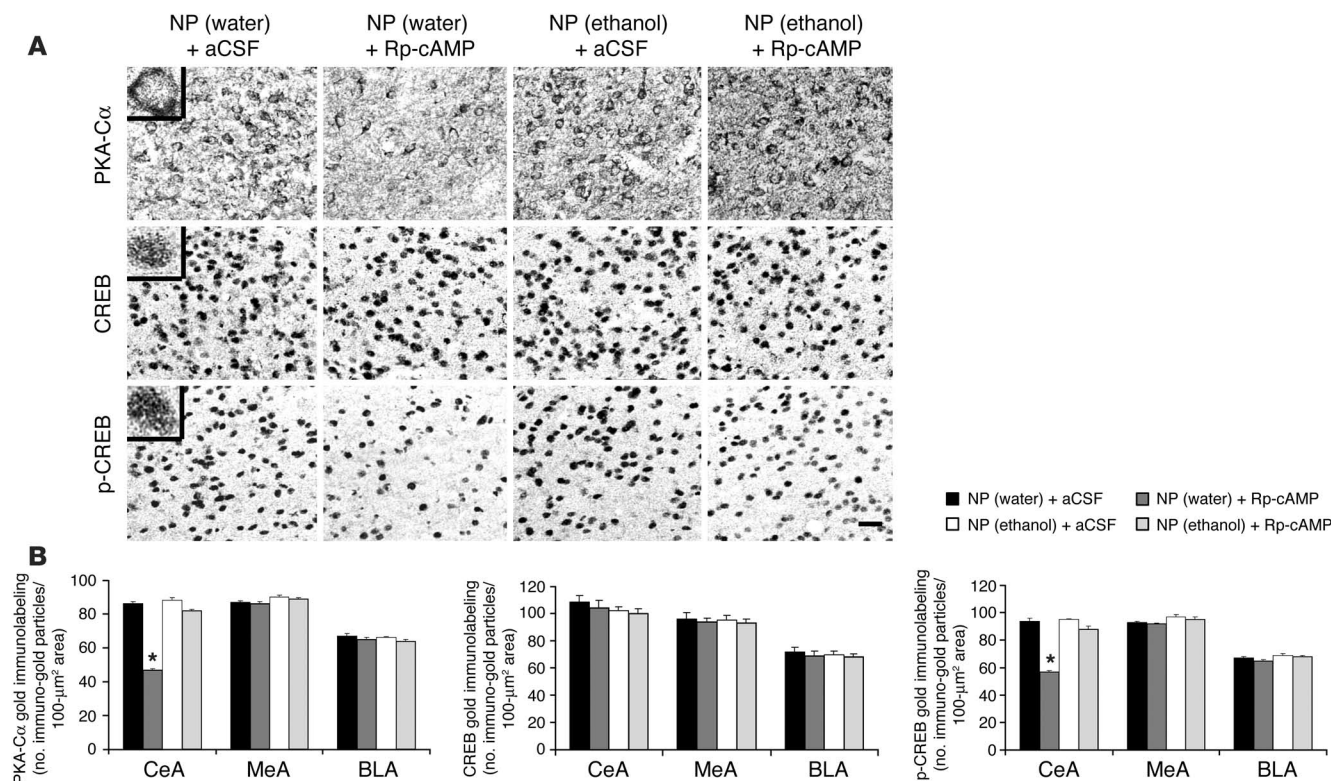 A
NP (water)
+ aCSF
NP (water)
+ Rp-cAMP
NP (ethanol)
+ aCSF
NP (ethanol)
+ Rp-cAMP
PKA-Cα
CREB
p-CREB
NP (water) + aCSF
NP (water) + Rp-cAMP
NP (ethanol) + aCSF
NP (ethanol) + Rp-cAMP
B
PKA-Cα gold immunolabeling
(no. immuno-gold particles/
100-μm² area)
100
80
60
40
20
0
*
CeA
MeA
BLA
CREB gold immunolabeling
(no. immuno-gold particles/
100-μm² area)
120
100
80
60
40
20
0
CeA
MeA
BLA
p-CREB gold immunolabeling
(no. immuno-gold particles/
100-μm² area)
120
100
80
60
40
20
0
*
CeA
MeA
BLA